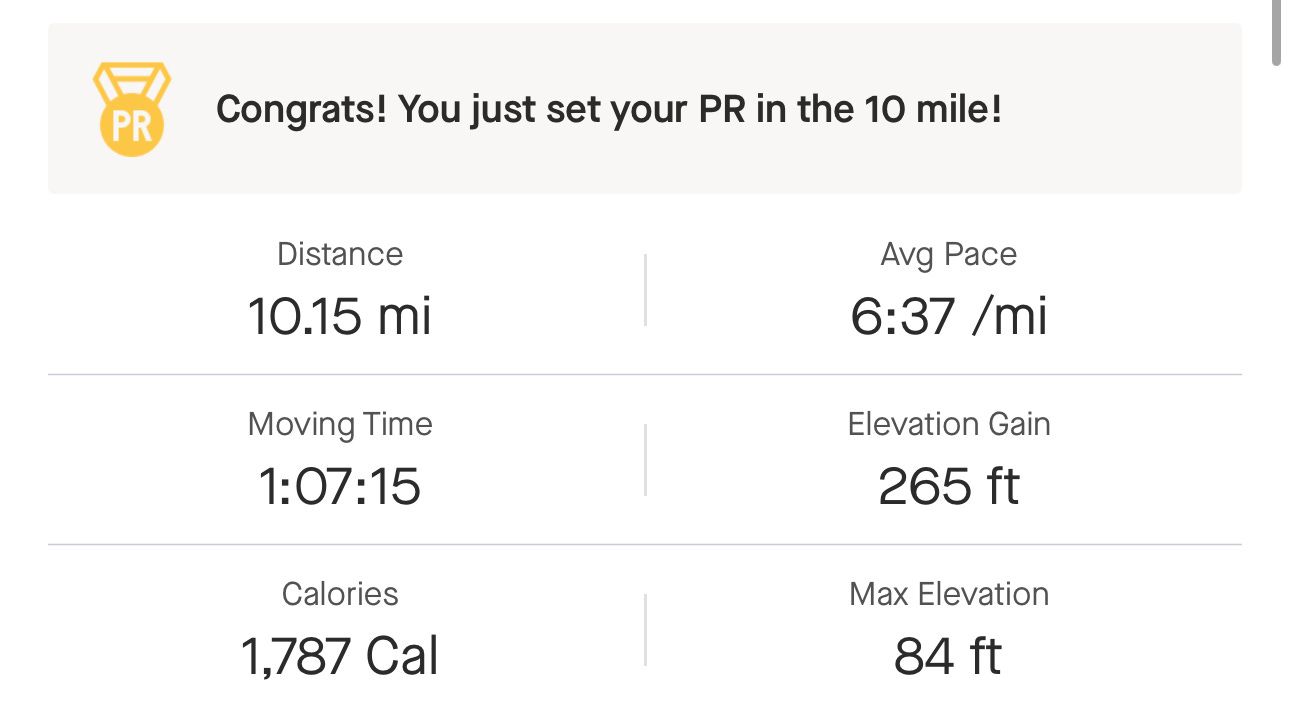 PR
Congrats! You just set your PR in the 10 mile!
Distance
Avg Pace
10.15 mi
6:37 /mi
Moving Time
Elevation Gain
1:07:15
265 ft
Calories
Max Elevation
1,787 Cal
84 ft